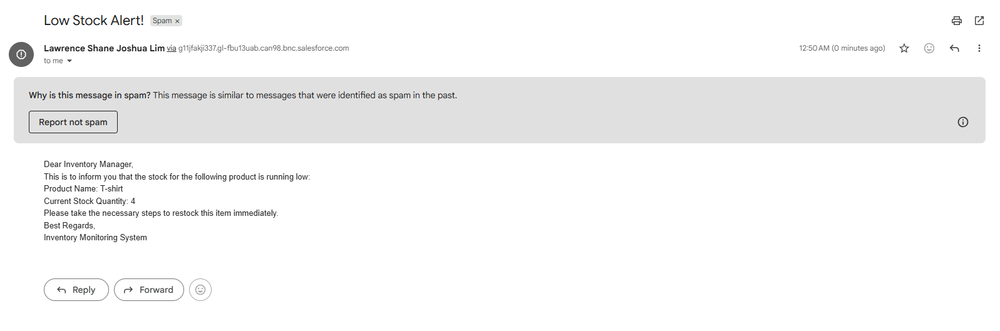 Low Stock Alert! Spam ×
Lawrence Shane Joshua Lim via g11jfakji337.gl-fbu13uab.can98.bnc.salesforce.com 12:50 AM (0 minutes ago)
to me
Why is this message in spam? This message is similar to messages that were identified as spam in the past.
Report not spam
Dear Inventory Manager,
This is to inform you that the stock for the following product is running low:
Product Name: T-shirt
Current Stock Quantity: 4
Please take the necessary steps to restock this item immediately.
Best Regards,
Inventory Monitoring System
Reply Forward